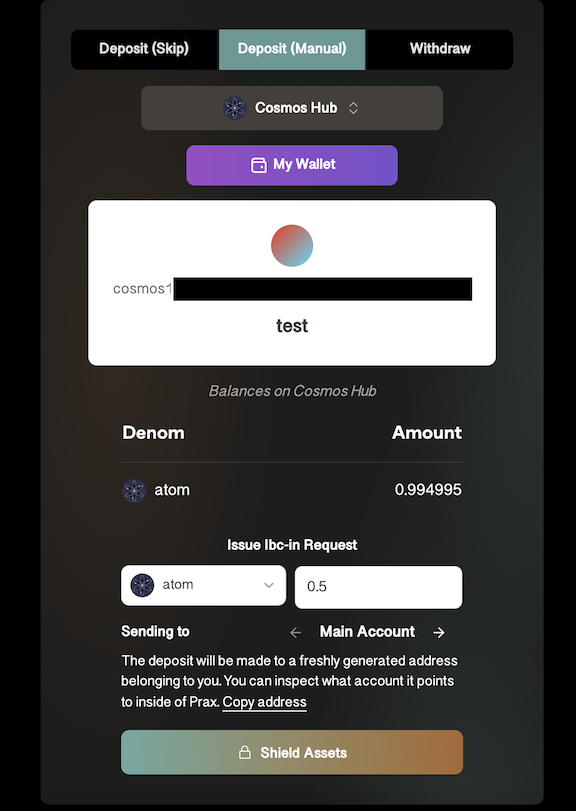 Deposit (Skip) Deposit (Manual) Withdraw
Cosmos Hub
My Wallet
cosmos1
test
Balances on Cosmos Hub
Denom Amount
atom 0.994995
Issue Ibc-in Request
atom 0.5
Sending to Main Account
The deposit will be made to a freshly generated address
belonging to you. You can inspect what account it points
to inside of Prax. Copy address
Shield Assets